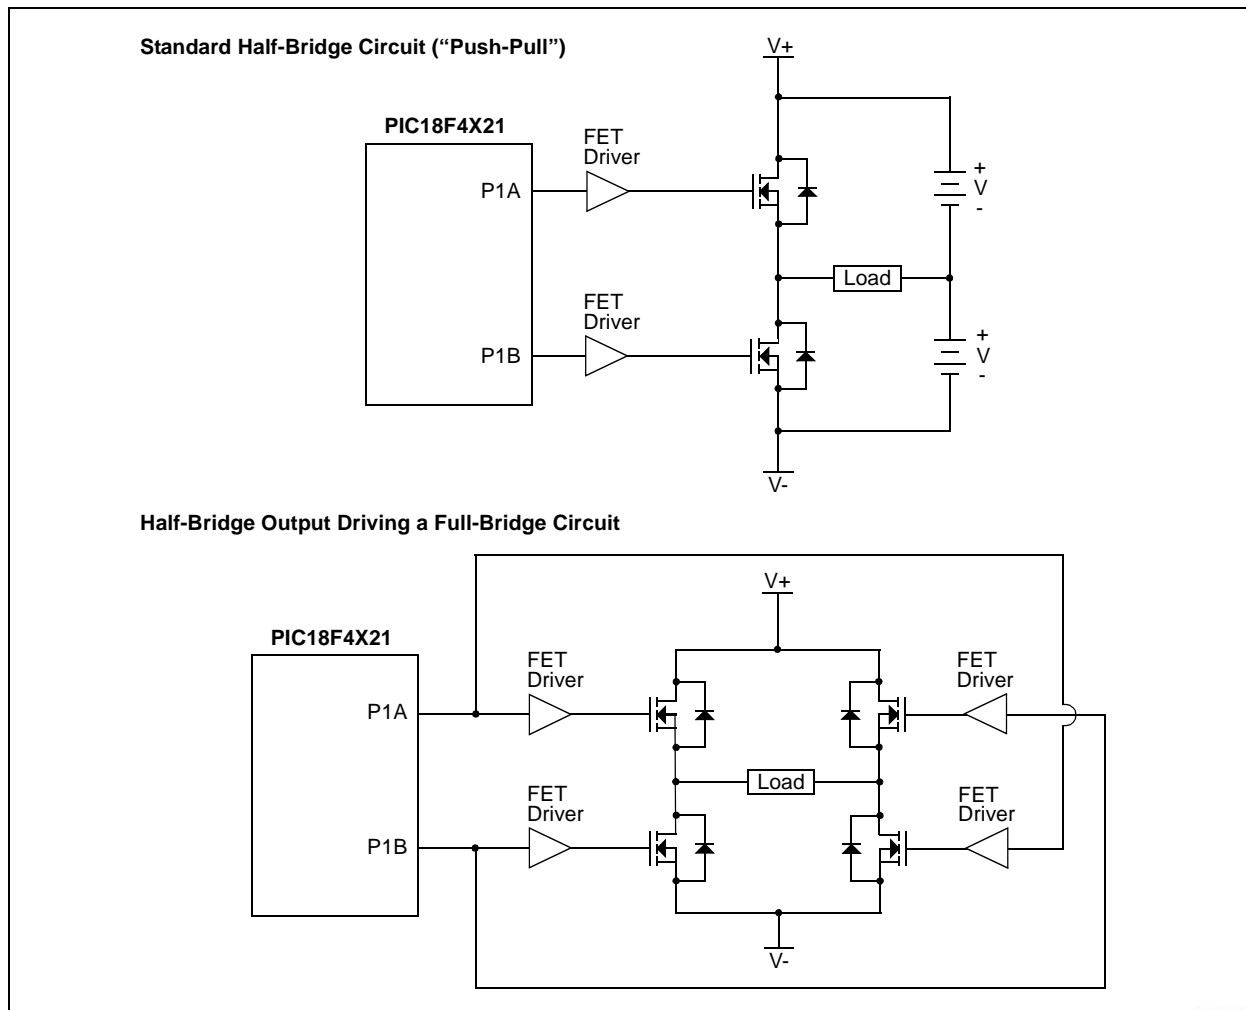 Standard Half-Bridge Circuit (“Push-Pull”)
V+
PIC18F4X21
FET
Driver
P1A
+
V
-
Load
FET
Driver
P1B
+
V
-
V-
Half-Bridge Output Driving a Full-Bridge Circuit
V+
PIC18F4X21
FET
Driver
FET
Driver
P1A
Load
FET
Driver
FET
Driver
P1B
V-